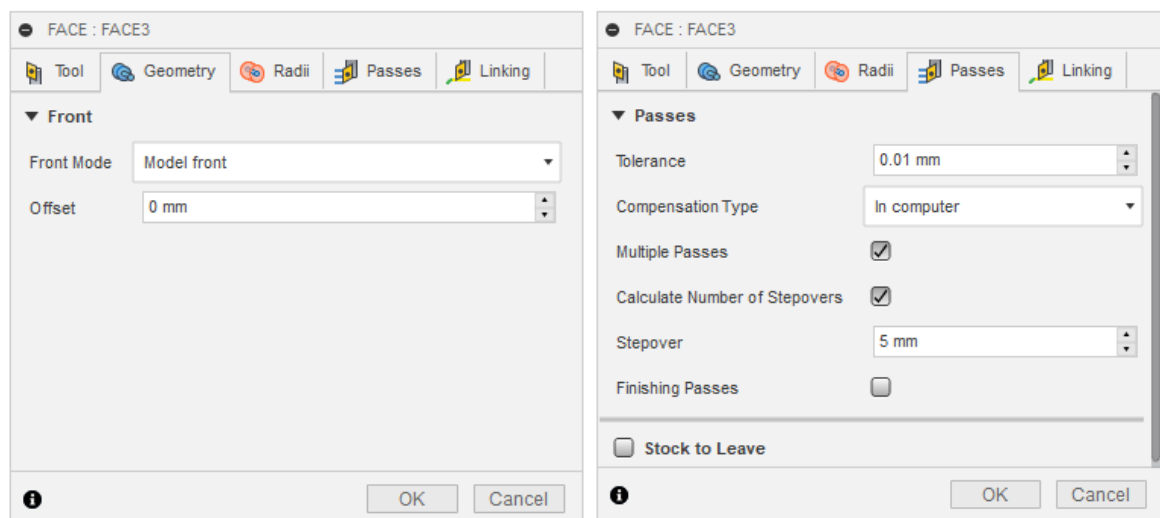 FACE : FACE3
Tool Geometry Radii Passes Linking
Front
Front Mode Model front
Offset 0 mm
OK Cancel
FACE : FACE3
Tool Geometry Radii Passes Linking
Passes
Tolerance 0.01 mm
Compensation Type In computer
Multiple Passes
Calculate Number of Stepovers
Stepover 5 mm
Finishing Passes
Stock to Leave
OK Cancel